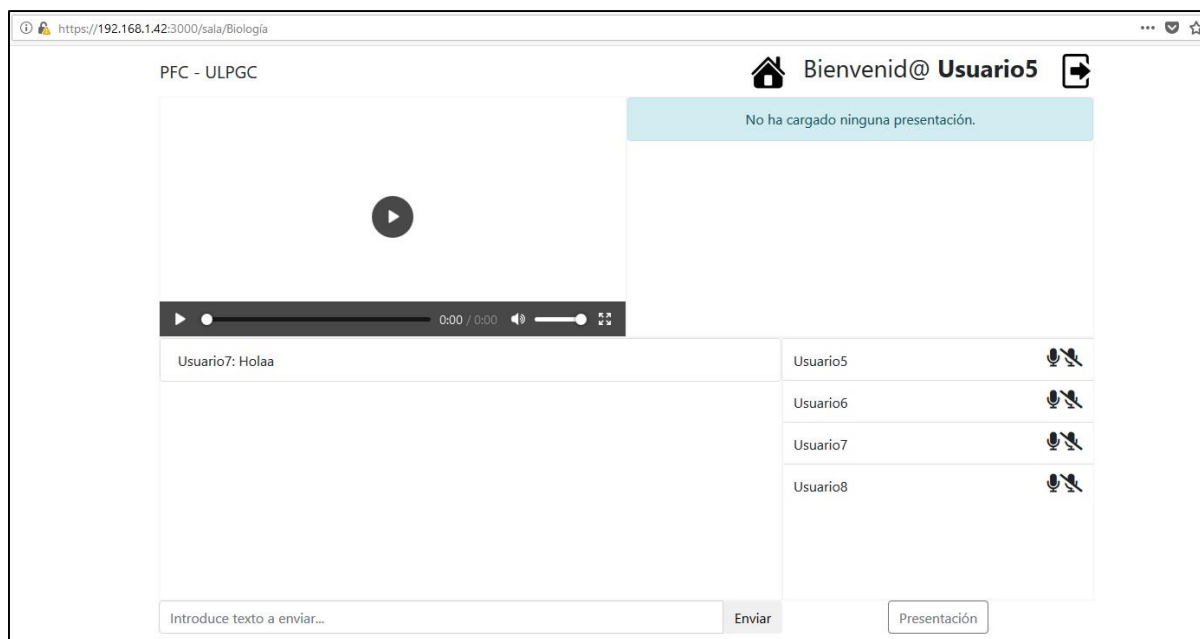 https://192.168.1.42:3000/sala/Biología
PFC - ULPGC
Bienvenid@ Usuario5
No ha cargado ninguna presentación.
0:00 / 0:00
Usuario7: Holaa
Usuario5
Usuario6
Usuario7
Usuario8
Introduce texto a enviar...
Enviar
Presentación